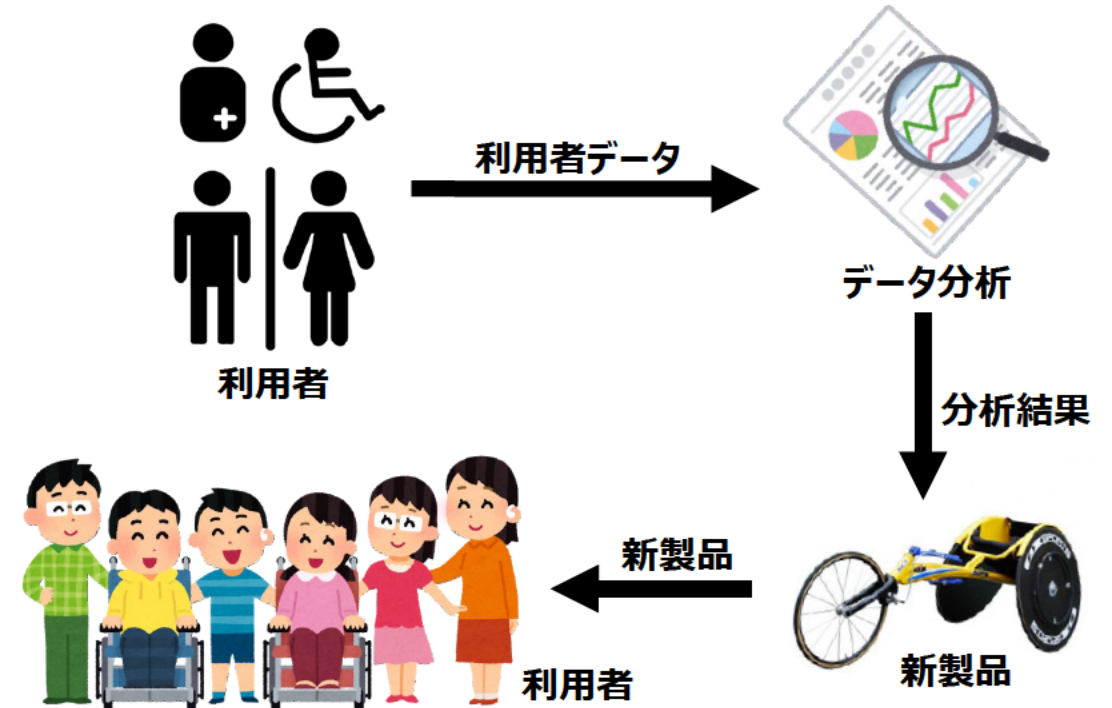 利用者データ
データ分析
利用者
分析結果
新製品
新製品
利用者